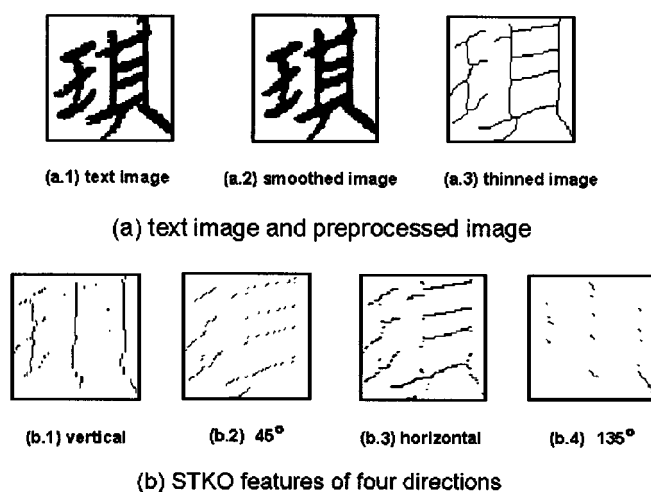 琪 琪 琪
(a.1) text image (a.2) smoothed image (a.3) thinned image
(a) text image and preprocessed image
(b.1) vertical (b.2) 45° (b.3) horizontal (b.4) 135°
(b) STKO features of four directions